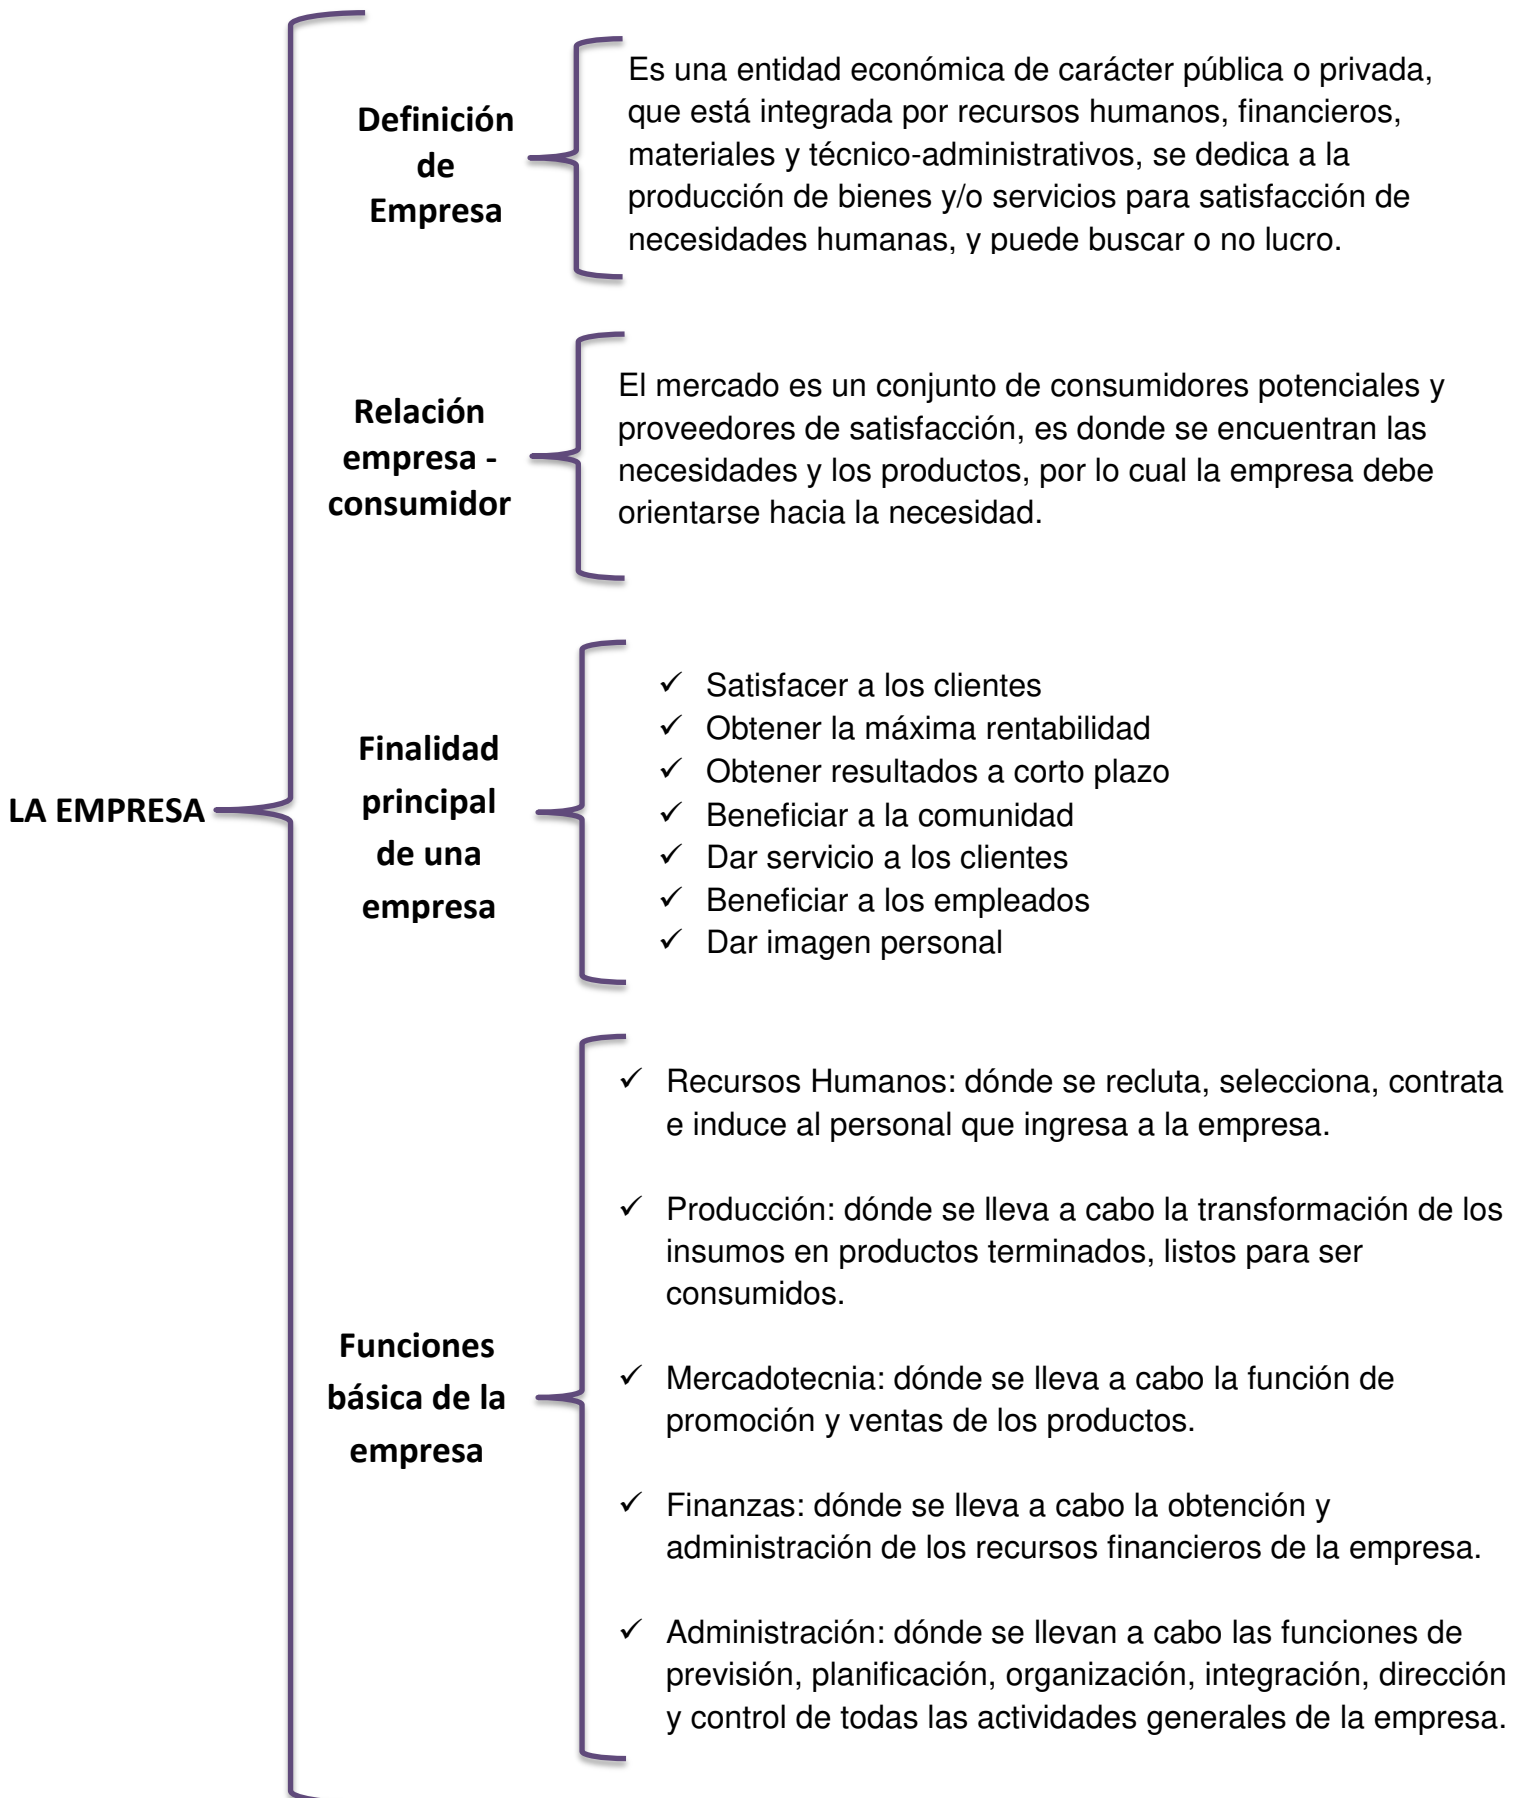 Definición
de
Empresa
Es una entidad económica de carácter pública o privada,
que está integrada por recursos humanos, financieros,
materiales y técnico-administrativos, se dedica a la
producción de bienes y/o servicios para satisfacción de
necesidades humanas, y puede buscar o no lucro.
Relación
empresa -
consumidor
El mercado es un conjunto de consumidores potenciales y
proveedores de satisfacción, es donde se encuentran las
necesidades y los productos, por lo cual la empresa debe
orientarse hacia la necesidad.
LA EMPRESA
Finalidad
principal
de una
empresa
✓ Satisfacer a los clientes
✓ Obtener la máxima rentabilidad
✓ Obtener resultados a corto plazo
✓ Beneficiar a la comunidad
✓ Dar servicio a los clientes
✓ Beneficiar a los empleados
✓ Dar imagen personal
Funciones
básica de la
empresa
✓ Recursos Humanos: dónde se recluta, selecciona, contrata
e induce al personal que ingresa a la empresa.
✓ Producción: dónde se lleva a cabo la transformación de los
insumos en productos terminados, listos para ser
consumidos.
✓ Mercadotecnia: dónde se lleva a cabo la función de
promoción y ventas de los productos.
✓ Finanzas: dónde se lleva a cabo la obtención y
administración de los recursos financieros de la empresa.
✓ Administración: dónde se llevan a cabo las funciones de
previsión, planificación, organización, integración, dirección
y control de todas las actividades generales de la empresa.